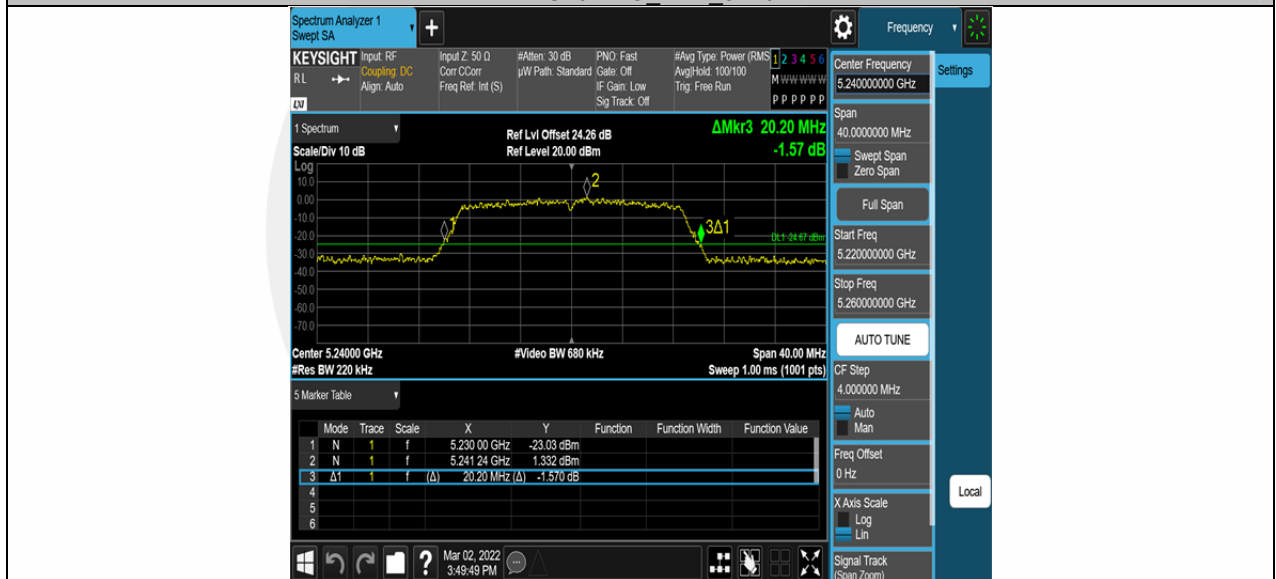 Spectrum Analyzer 1
Swept SA
+
Frequency
KEYSIGHT
RL
LXI
Input: RF
Coupling: DC
Align: Auto
Input Z: 50 Ω
Corr CCorr
Freq Ref: Int (S)
#Atten: 30 dB
µW Path: Standard
PNO: Fast
Gate: Off
IF Gain: Low
Sig Track: Off
#Avg Type: Power (RMS
Avg|Hold: 100/100
Trig: Free Run
1 2 3 4 5 6
M W W W W W
P P P P P P
1 Spectrum
Scale/Div 10 dB
Ref Lvl Offset 24.26 dB
Ref Level 20.00 dBm
ΔMkr3 20.20 MHz
-1.57 dB
Log
10.0
0.00
-10.0
-20.0
-30.0
-40.0
-50.0
-60.0
-70.0
1
2
3Δ1
DL1 -24.67 dBm
Center 5.24000 GHz
#Video BW 680 kHz
Span 40.00 MHz
#Res BW 220 kHz
Sweep 1.00 ms (1001 pts)
5 Marker Table
Mode Trace Scale X Y Function Function Width Function Value
1 N 1 f 5.230 00 GHz -23.03 dBm
2 N 1 f 5.241 24 GHz 1.332 dBm
3 Δ1 1 f (Δ) 20.20 MHz (Δ) -1.570 dB
4
5
6
?
Mar 02, 2022
3:49:49 PM
Center Frequency
5.240000000 GHz
Span
40.0000000 MHz
Swept Span
Zero Span
Full Span
Start Freq
5.220000000 GHz
Stop Freq
5.260000000 GHz
AUTO TUNE
CF Step
4.000000 MHz
Auto
Man
Freq Offset
0 Hz
X Axis Scale
Log
Lin
Signal Track
(Span Zoom)
Settings
Local